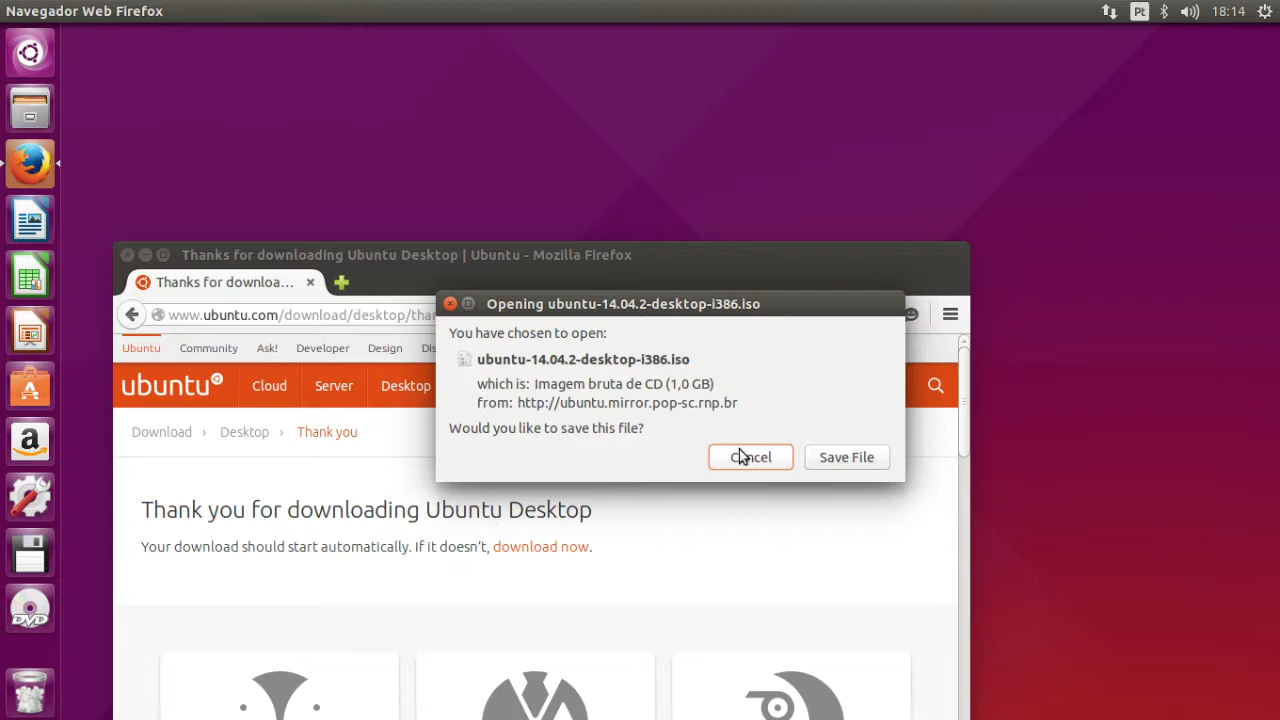 Navegador Web Firefox
Pt
18:14
Thanks for downloading Ubuntu Desktop | Ubuntu - Mozilla Firefox
Thanks for downloa...
www.ubuntu.com/download/desktop/tha
Opening ubuntu-14.04.2-desktop-i386.iso
You have chosen to open:
ubuntu-14.04.2-desktop-i386.iso
which is: Imagem bruta de CD (1,0 GB)
from: http://ubuntu.mirror.pop-sc.rnp.br
Would you like to save this file?
Cancel
Save File
Ubuntu
Community
Ask!
Developer
Design
Dis
ubuntu
Cloud
Server
Desktop
Download › Desktop › Thank you
Thank you for downloading Ubuntu Desktop
Your download should start automatically. If it doesn't, download now.
DVD